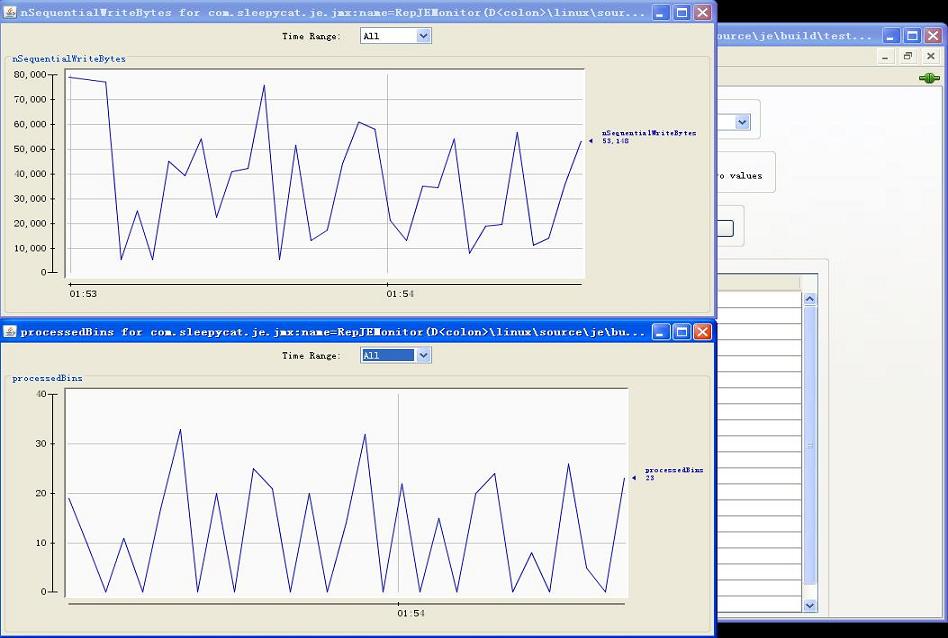 nSequentialWriteBytes for com.sleepycat.je.jmx:name=RepJEMonitor(D<colon>\linux\sour...
Time Range: All
nSequentialWriteBytes
80,000
70,000
60,000
50,000
40,000
30,000
20,000
10,000
0
nSequentialWriteBytes
53,148
01:53 01:54
processedBins for com.sleepycat.je.jmx:name=RepJEMonitor(D<colon>\linux\source\je\bu...
Time Range: All
processedBins
40
30
20
10
0
processedBins
23
01:54
ource\je\build\test...
ro values